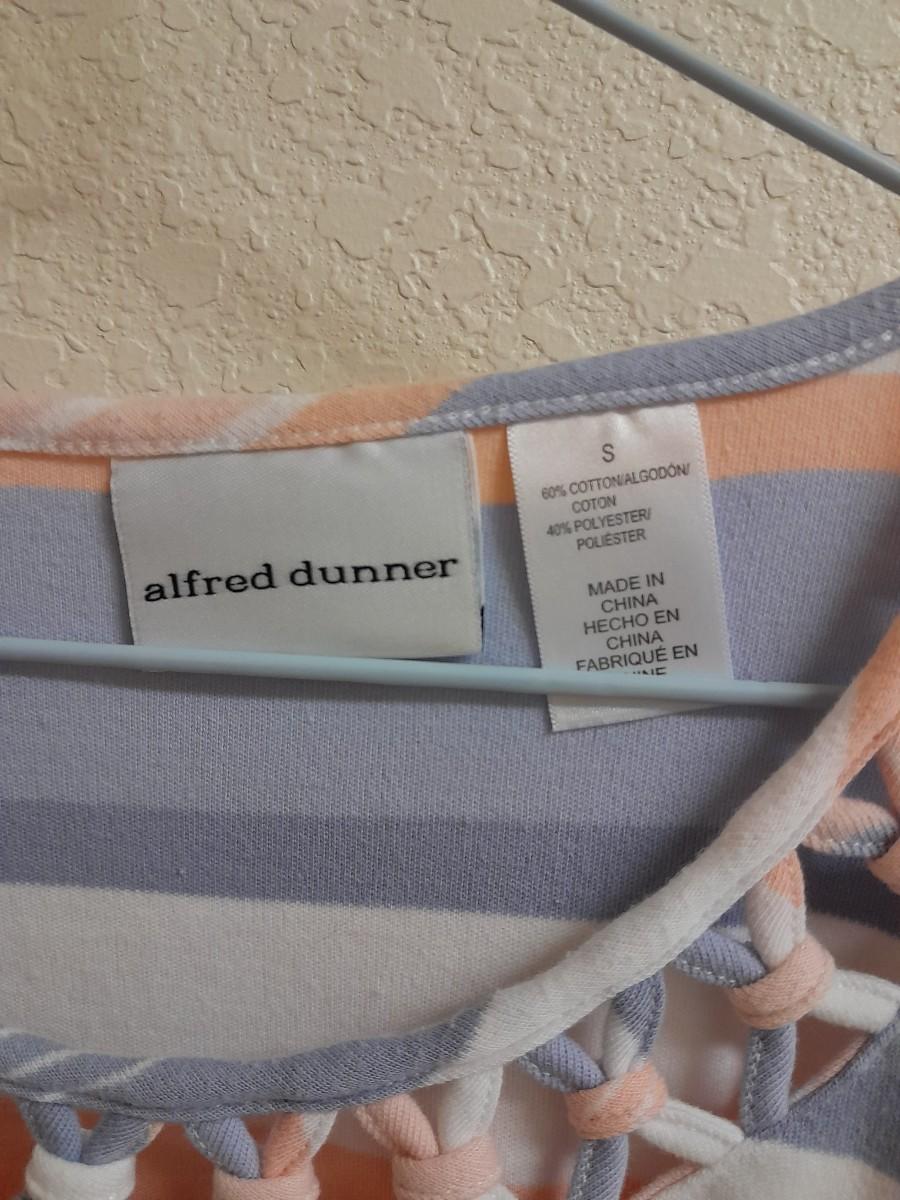 alfred dunner
S
60% COTTON/ALGODÓN/
COTON
40% POLYESTER/
POLIÉSTER
MADE IN
CHINA
HECHO EN
CHINA
FABRIQUÉ EN